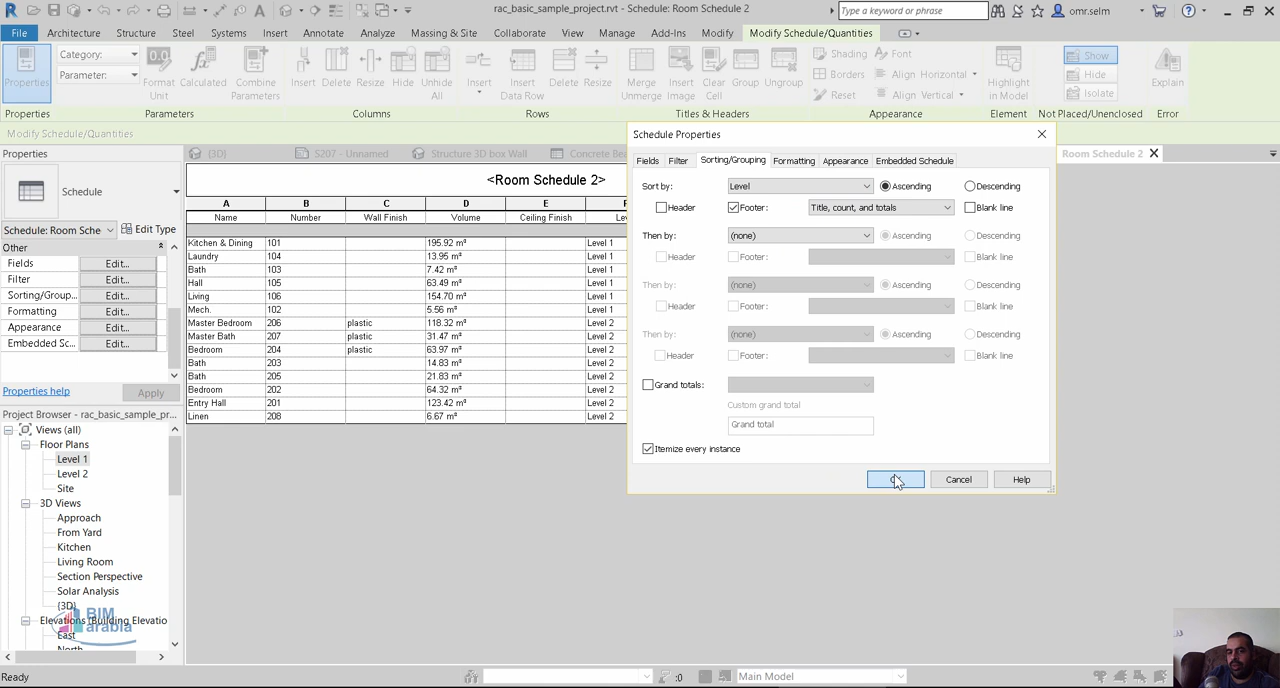 rac_basic_sample_project.rvt - Schedule: Room Schedule 2
Type a keyword or phrase
omr.selm
File Architecture Structure Steel Systems Insert Annotate Analyze Massing & Site Collaborate View Manage Add-Ins Modify Modify Schedule/Quantities
Properties
Category:
Parameter:
Format Unit
Calculated
Combine Parameters
Insert Delete Resize Hide Unhide All
Insert
Insert Data Row
Delete Resize
Merge Unmerge
Insert Image
Clear Cell
Group Ungroup
Shading
Borders
Reset
Font
Align Horizontal
Align Vertical
Highlight in Model
Show
Hide
Isolate
Explain
Properties Parameters Columns Rows Titles & Headers Appearance Element Not Placed/Unenclosed Error
Modify Schedule/Quantities
Properties
{3D}
S207 - Unnamed
Structure 3D box Wall
Concrete Bea
Room Schedule 2
Schedule
Schedule: Room Sche
Edit Type
Other
Fields Edit...
Filter Edit...
Sorting/Group... Edit...
Formatting Edit...
Appearance Edit...
Embedded Sc... Edit...
Properties help
Apply
Project Browser - rac_basic_sample_pr...
Views (all)
Floor Plans
Level 1
Level 2
Site
3D Views
Approach
From Yard
Kitchen
Living Room
Section Perspective
Solar Analysis
{3D}
Elevations (Building Elevatio
East
North
BIM
arabia
<Room Schedule 2>
A B C D E F
Name Number Wall Finish Volume Ceiling Finish Lev
Kitchen & Dining 101 195.92 m³ Level 1
Laundry 104 13.95 m³ Level 1
Bath 103 7.42 m³ Level 1
Hall 105 63.49 m³ Level 1
Living 106 154.70 m³ Level 1
Mech. 102 5.56 m³ Level 1
Master Bedroom 206 plastic 118.32 m³ Level 2
Master Bath 207 plastic 31.47 m³ Level 2
Bedroom 204 plastic 63.97 m³ Level 2
Bath 203 14.83 m³ Level 2
Bath 205 21.83 m³ Level 2
Bedroom 202 64.32 m³ Level 2
Entry Hall 201 123.42 m³ Level 2
Linen 208 6.67 m³ Level 2
Schedule Properties
Fields Filter Sorting/Grouping Formatting Appearance Embedded Schedule
Sort by: Level Ascending Descending
Header Footer: Title, count, and totals Blank line
Then by: (none) Ascending Descending
Header Footer: Blank line
Then by: (none) Ascending Descending
Header Footer: Blank line
Then by: (none) Ascending Descending
Header Footer: Blank line
Grand totals:
Custom grand total
Grand total
Itemize every instance
Cancel Help
Ready
:0
Main Model